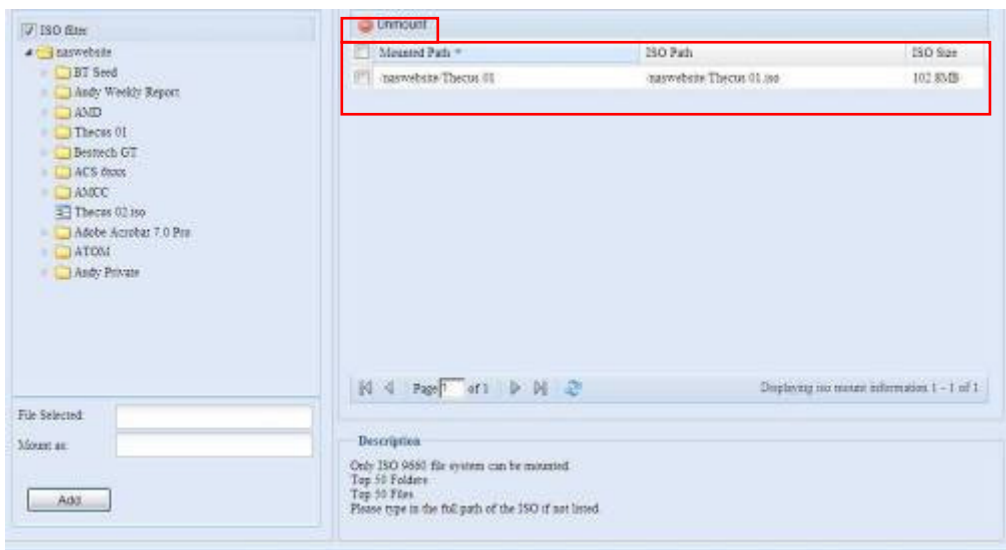 ISO filter
naswebsite
BT Seed
Andy Weekly Report
AMD
Thecus 01
Besttech GT
ACS 6xxx
AMCC
Thecus 02.iso
Adobe Acrobat 7.0 Pro
ATOM
Andy Private
File Selected:
Mount as:
Add
Unmount
Mounted Path ISO Path ISO Size
naswebsite/Thecus 01 naswebsite/Thecus 01.iso 102.8MB
Page 1 of 1 Displaying iso mount information 1 - 1 of 1
Description
Only ISO 9660 file system can be mounted.
Top 50 Folders
Top 50 Files
Please type in the full path of the ISO if not listed.